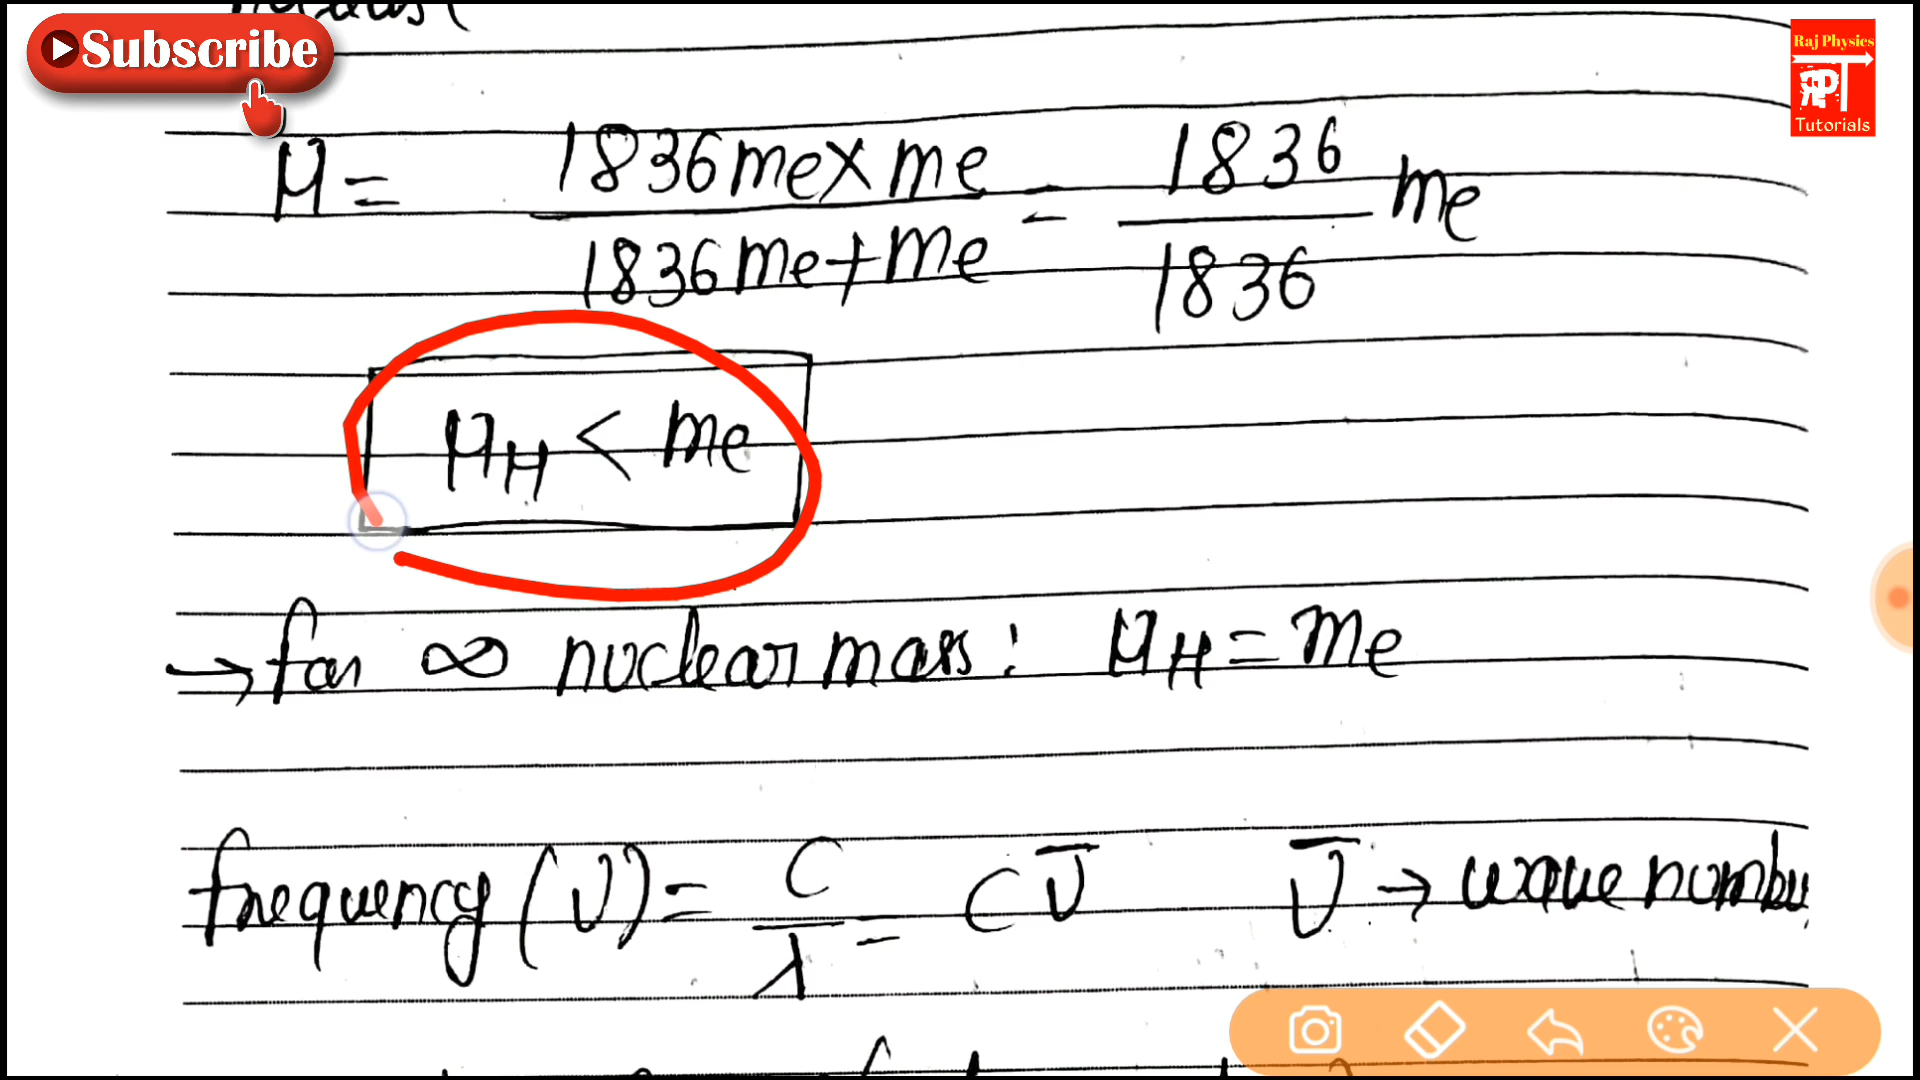 Subscribe
Raj Physics
RPT
Tutorials
μ = 1836me×me / 1836me+me = 1836 / 1836 me
μH < me
→ for ∞ nuclear mass: μH = me
frequency (ν) = C / λ = Cν̄ ν̄ → wave numbe